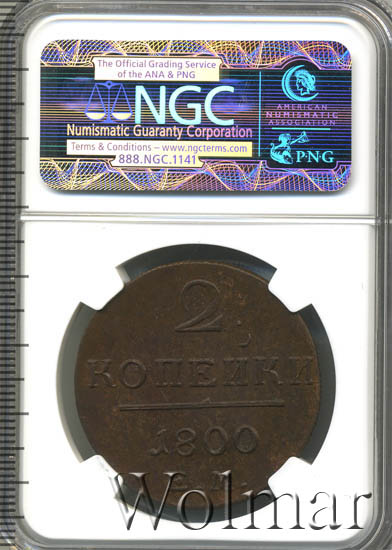 The Official Grading Service
of the ANA & PNG
NGC
Numismatic Guaranty Corporation
Terms & Conditions – www.ngcterms.com
888.NGC.1141
AMERICAN
NUMISMATIC
ASSOCIATION
PNG
2
КОПЕЙКИ
1800
Е.М.
Wolmar